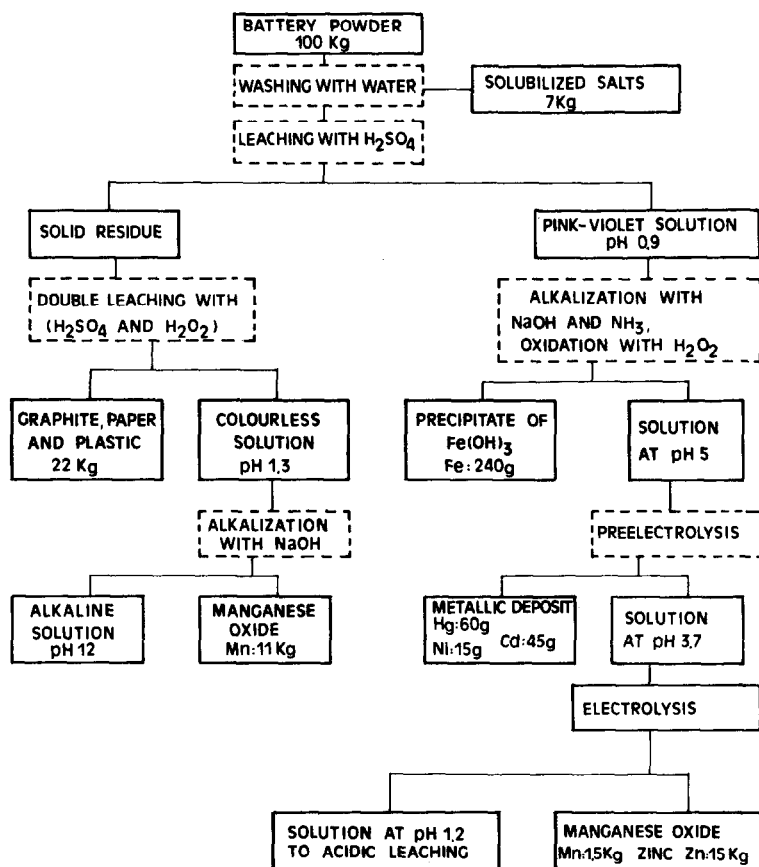 BATTERY POWDER
100 Kg
WASHING WITH WATER
SOLUBILIZED SALTS
7Kg
LEACHING WITH H2SO4
SOLID RESIDUE
PINK-VIOLET SOLUTION
pH 0,9
DOUBLE LEACHING WITH
(H2SO4 AND H2O2)
ALKALIZATION WITH
NaOH AND NH3,
OXIDATION WITH H2O2
GRAPHITE, PAPER
AND PLASTIC
22 Kg
COLOURLESS
SOLUTION
pH 1,3
PRECIPITATE OF
Fe(OH)3
Fe:240g
SOLUTION
AT pH 5
ALKALIZATION
WITH NaOH
PREELECTROLYSIS
ALKALINE
SOLUTION
pH 12
MANGANESE
OXIDE
Mn:11 Kg
METALLIC DEPOSIT
Hg:60g
Cd:45g
Ni:15g
SOLUTION
AT pH 3,7
ELECTROLYSIS
SOLUTION AT pH 1,2
TO ACIDIC LEACHING
MANGANESE OXIDE
Mn:1,5Kg ZINC Zn:15 Kg